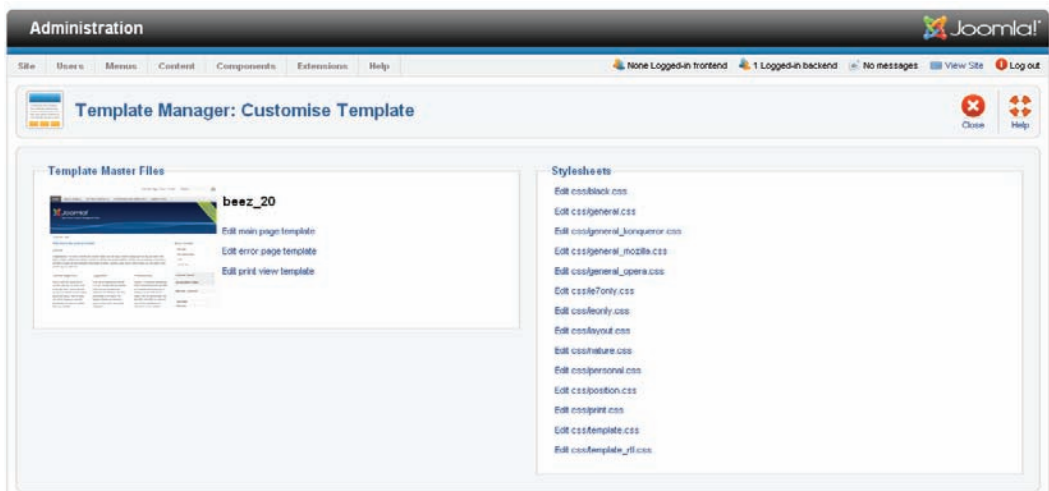 Administration
Joomla!
Site Users Menus Content Components Extensions Help
None Logged-in frontend 1 Logged-in backend No messages View Site Log out
Template Manager: Customise Template
Close Help
Template Master Files
beez_20
Edit main page template
Edit error page template
Edit print view template
Joomla!
Stylesheets
Edit css/black.css
Edit css/general.css
Edit css/general_konqueror.css
Edit css/general_mozilla.css
Edit css/general_opera.css
Edit css/ie7only.css
Edit css/ieonly.css
Edit css/layout.css
Edit css/nature.css
Edit css/personal.css
Edit css/position.css
Edit css/print.css
Edit css/template.css
Edit css/template_rtl.css